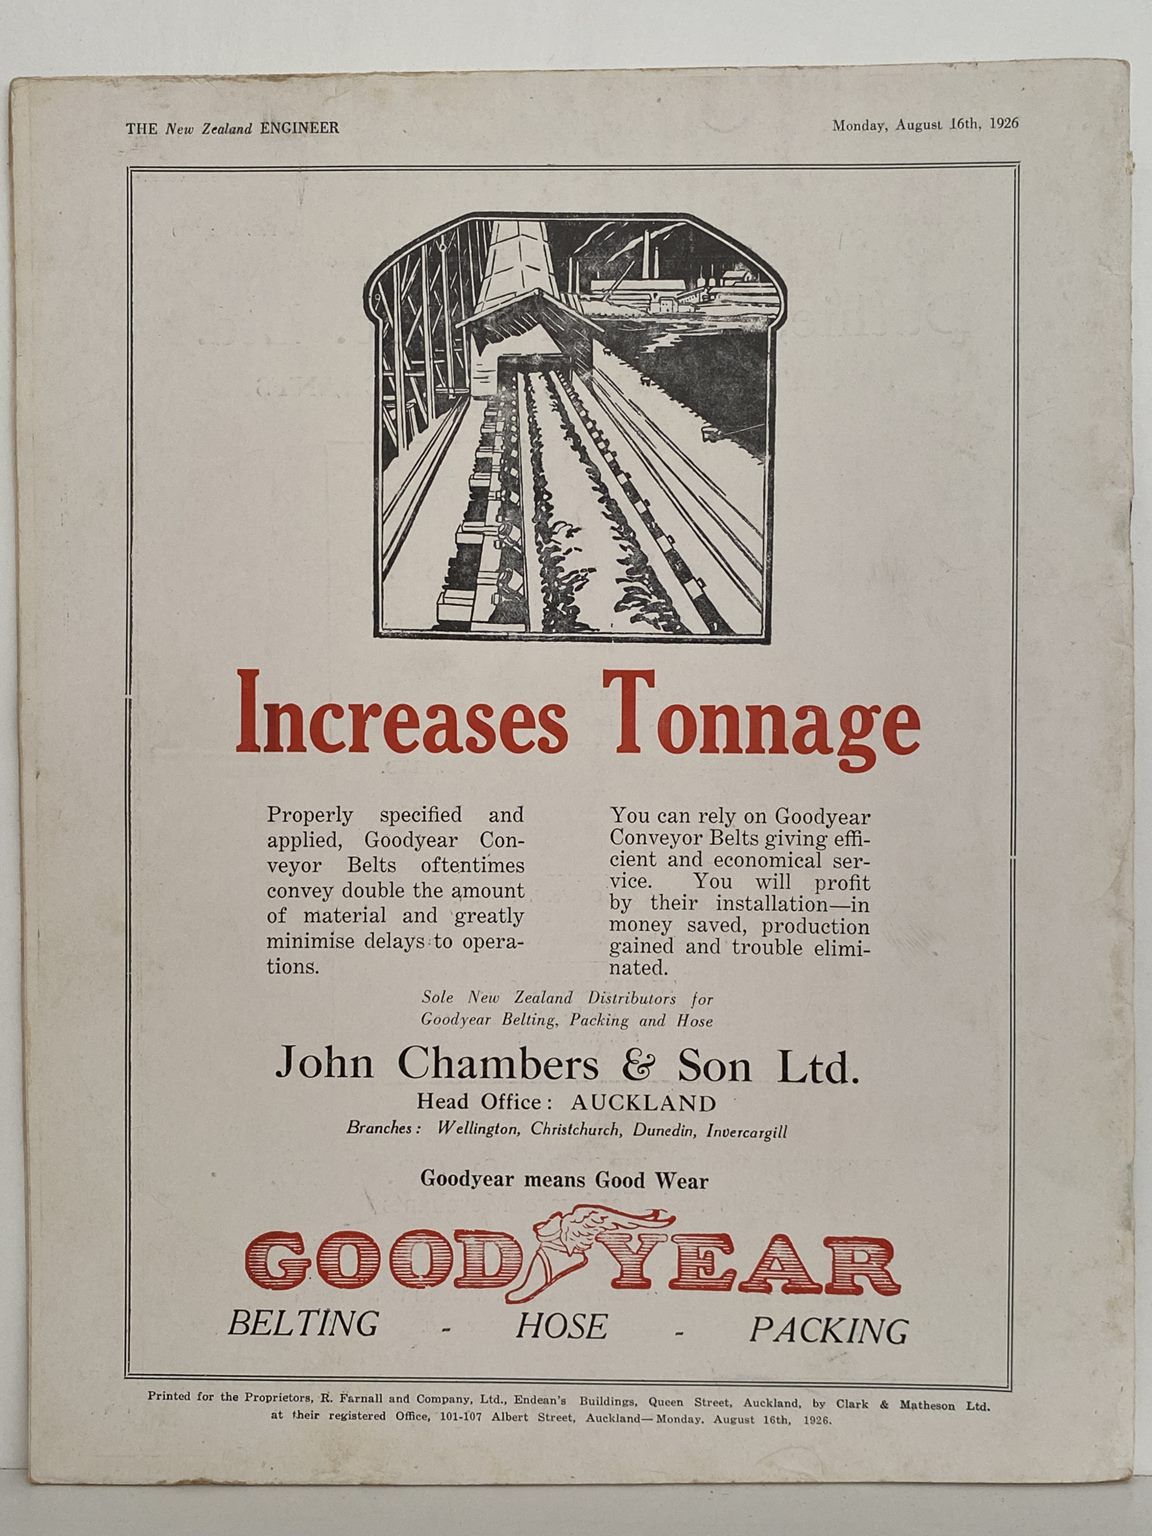 THE New Zealand ENGINEER
Monday, August 16th, 1926
Increases Tonnage
Properly specified and
applied, Goodyear Con-
veyor Belts oftentimes
convey double the amount
of material and greatly
minimise delays to opera-
tions.
You can rely on Goodyear
Conveyor Belts giving effi-
cient and economical ser-
vice. You will profit
by their installation—in
money saved, production
gained and trouble elimi-
nated.
Sole New Zealand Distributors for
Goodyear Belting, Packing and Hose
John Chambers & Son Ltd.
Head Office: AUCKLAND
Branches: Wellington, Christchurch, Dunedin, Invercargill
Goodyear means Good Wear
GOODYEAR
BELTING - HOSE - PACKING
Printed for the Proprietors, R. Farnall and Company, Ltd., Endean's Buildings, Queen Street, Auckland, by Clark & Matheson Ltd.
at their registered Office, 101-107 Albert Street, Auckland—Monday. August 16th, 1926.